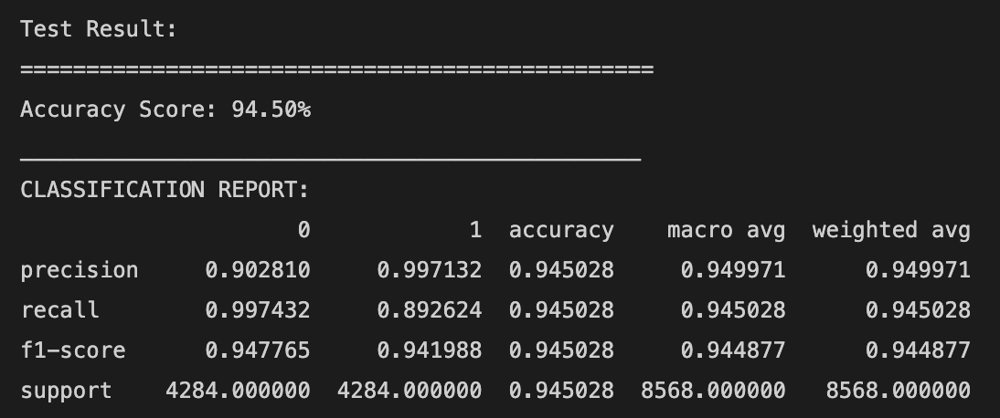 Test Result:
================================================
Accuracy Score: 94.50%
_______________________________________________
CLASSIFICATION REPORT:
                     0            1  accuracy    macro avg  weighted avg
precision     0.902810     0.997132  0.945028     0.949971      0.949971
recall        0.997432     0.892624  0.945028     0.945028      0.945028
f1-score      0.947765     0.941988  0.945028     0.944877      0.944877
support    4284.000000  4284.000000  0.945028  8568.000000   8568.000000